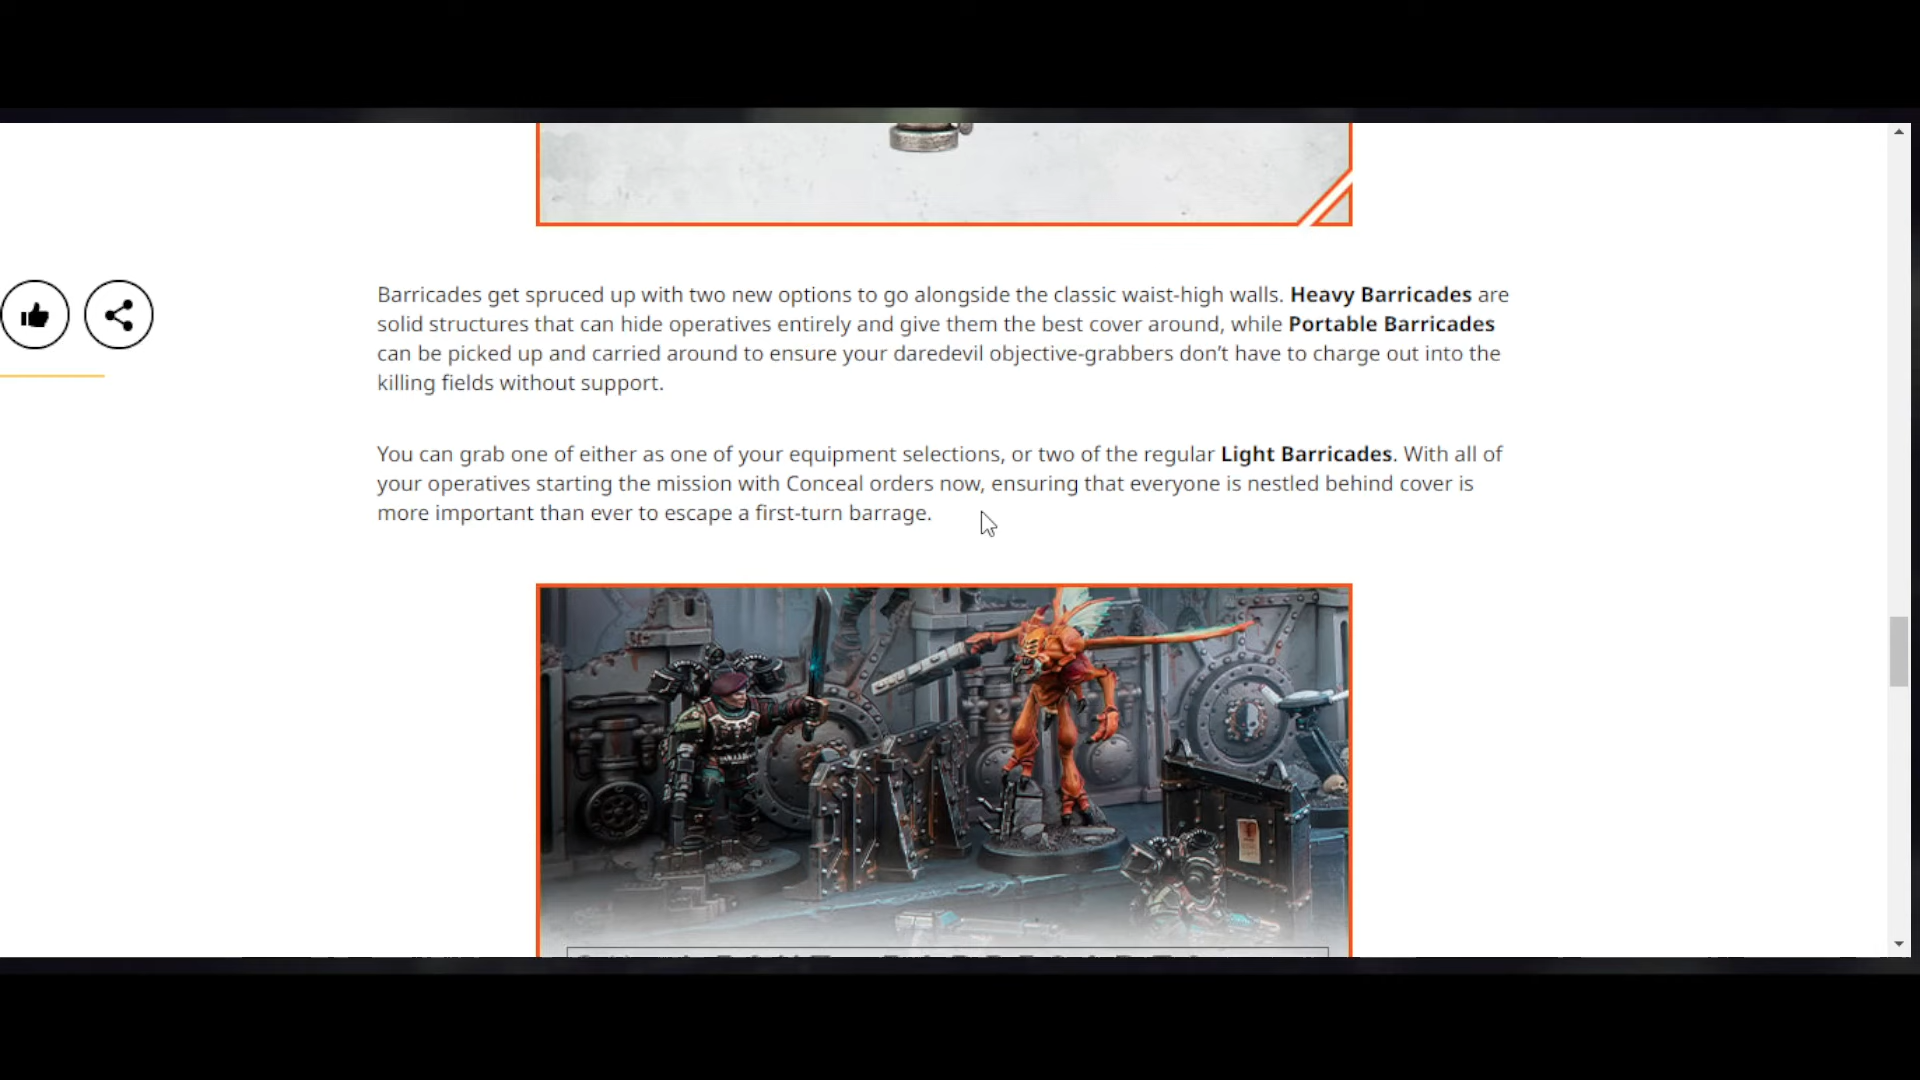 Barricades get spruced up with two new options to go alongside the classic waist-high walls. Heavy Barricades are
solid structures that can hide operatives entirely and give them the best cover around, while Portable Barricades
can be picked up and carried around to ensure your daredevil objective-grabbers don’t have to charge out into the
killing fields without support.
You can grab one of either as one of your equipment selections, or two of the regular Light Barricades. With all of
your operatives starting the mission with Conceal orders now, ensuring that everyone is nestled behind cover is
more important than ever to escape a first-turn barrage.